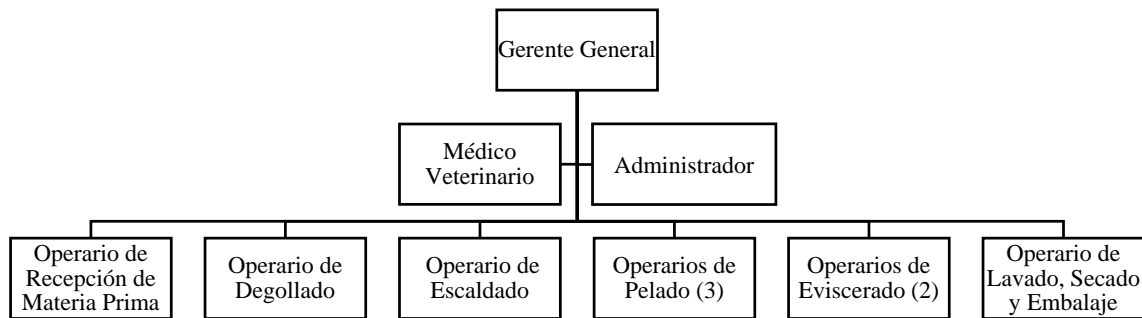 Gerente General
Médico
Veterinario
Administrador
Operario de
Recepción de
Materia Prima
Operario de
Degollado
Operario de
Escaldado
Operarios de
Pelado (3)
Operarios de
Eviscerado (2)
Operario de
Lavado, Secado
y Embalaje